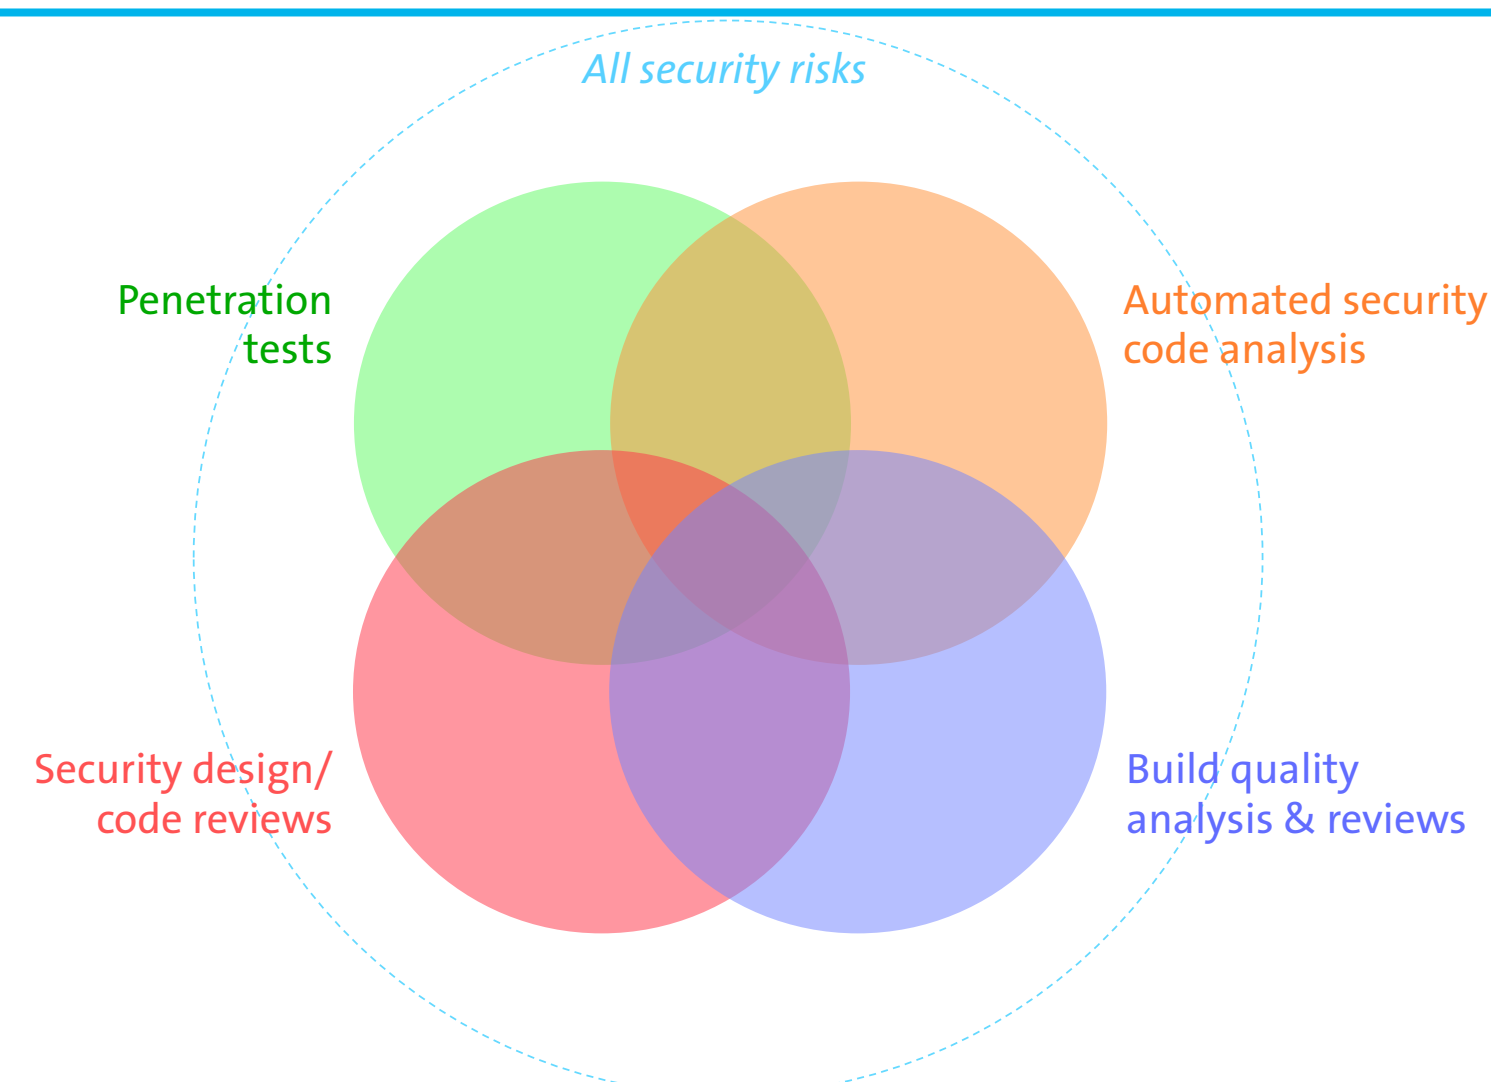 All security risks
Penetration
tests
Automated security
code analysis
Security design/
code reviews
Build quality
analysis & reviews